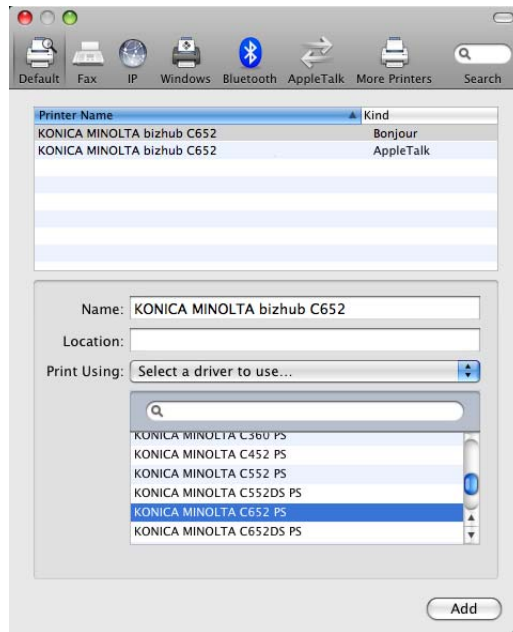 Default Fax IP Windows Bluetooth AppleTalk More Printers Search
Printer Name Kind
KONICA MINOLTA bizhub C652 Bonjour
KONICA MINOLTA bizhub C652 AppleTalk
Name: KONICA MINOLTA bizhub C652
Location:
Print Using: Select a driver to use...
KONICA MINOLTA C360 PS
KONICA MINOLTA C452 PS
KONICA MINOLTA C552 PS
KONICA MINOLTA C552DS PS
KONICA MINOLTA C652 PS
KONICA MINOLTA C652DS PS
Add